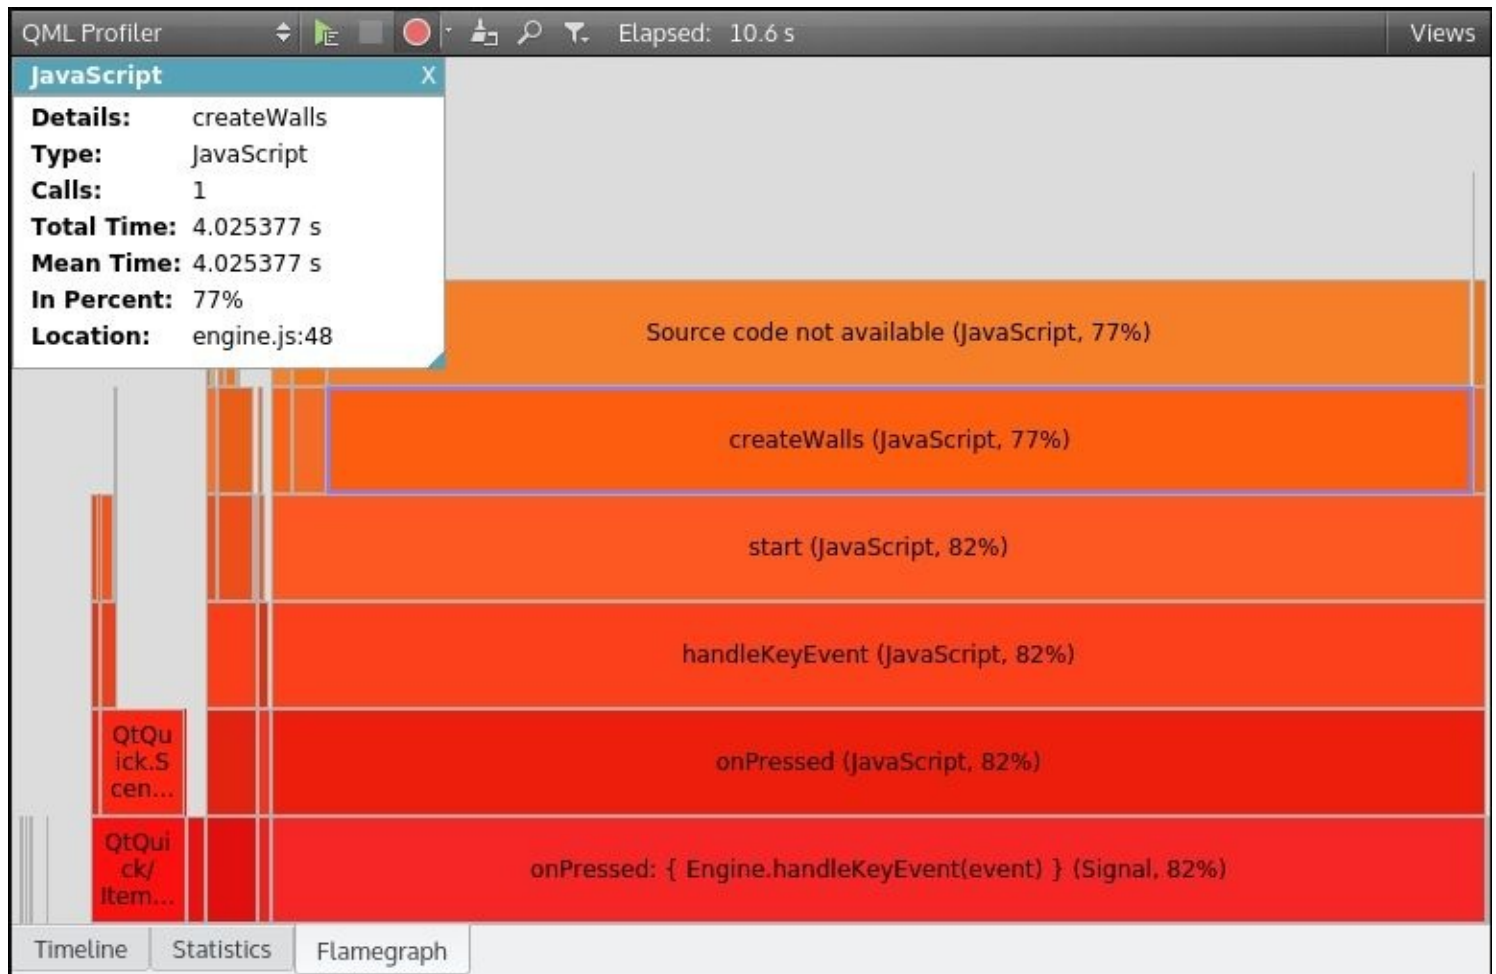 QML Profiler
Elapsed: 10.6 s
Views
JavaScript X
Details: createWalls
Type: JavaScript
Calls: 1
Total Time: 4.025377 s
Mean Time: 4.025377 s
In Percent: 77%
Location: engine.js:48
Source code not available (JavaScript, 77%)
createWalls (JavaScript, 77%)
start (JavaScript, 82%)
handleKeyEvent (JavaScript, 82%)
QtQu
ick.S
cen...
onPressed (JavaScript, 82%)
QtQui
ck/
Item...
onPressed: { Engine.handleKeyEvent(event) } (Signal, 82%)
Timeline
Statistics
Flamegraph